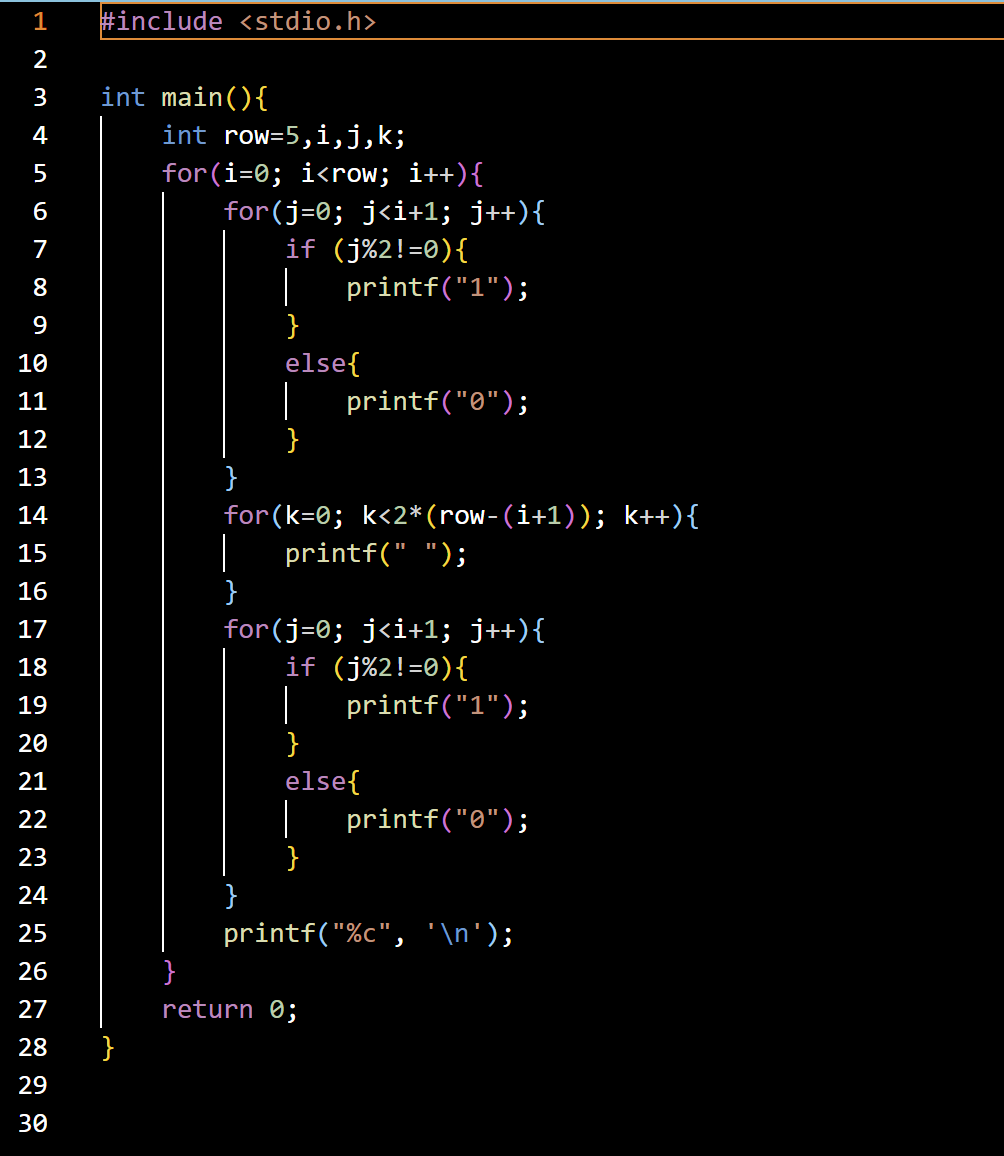 1 #include <stdio.h>
2
3 int main(){
4     int row=5,i,j,k;
5     for(i=0; i<row; i++){
6         for(j=0; j<i+1; j++){
7             if (j%2!=0){
8                 printf("1");
9             }
10             else{
11                 printf("0");
12             }
13         }
14         for(k=0; k<2*(row-(i+1)); k++){
15             printf(" ");
16         }
17         for(j=0; j<i+1; j++){
18             if (j%2!=0){
19                 printf("1");
20             }
21             else{
22                 printf("0");
23             }
24         }
25         printf("%c", '\n');
26     }
27     return 0;
28 }
29
30